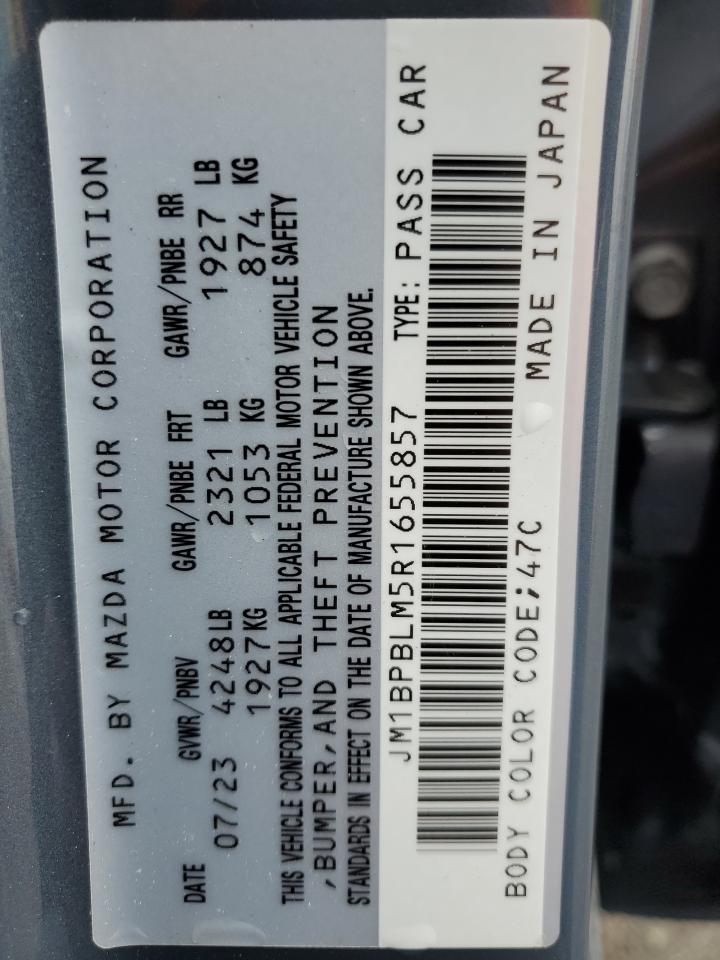 MFD. BY MAZDA MOTOR CORPORATION
DATE GVWR/PNBV GAWR/PNBE FRT GAWR/PNBE RR
07/23 4248LB 2321 LB 1927 LB
1927KG 1053 KG 874 KG
THIS VEHICLE CONFORMS TO ALL APPLICABLE FEDERAL MOTOR VEHICLE SAFETY
,BUMPER,AND THEFT PREVENTION
STANDARDS IN EFFECT ON THE DATE OF MANUFACTURE SHOWN ABOVE.
JM1BPBLM5R1655857 TYPE: PASS CAR
BODY COLOR CODE;47C MADE IN JAPAN